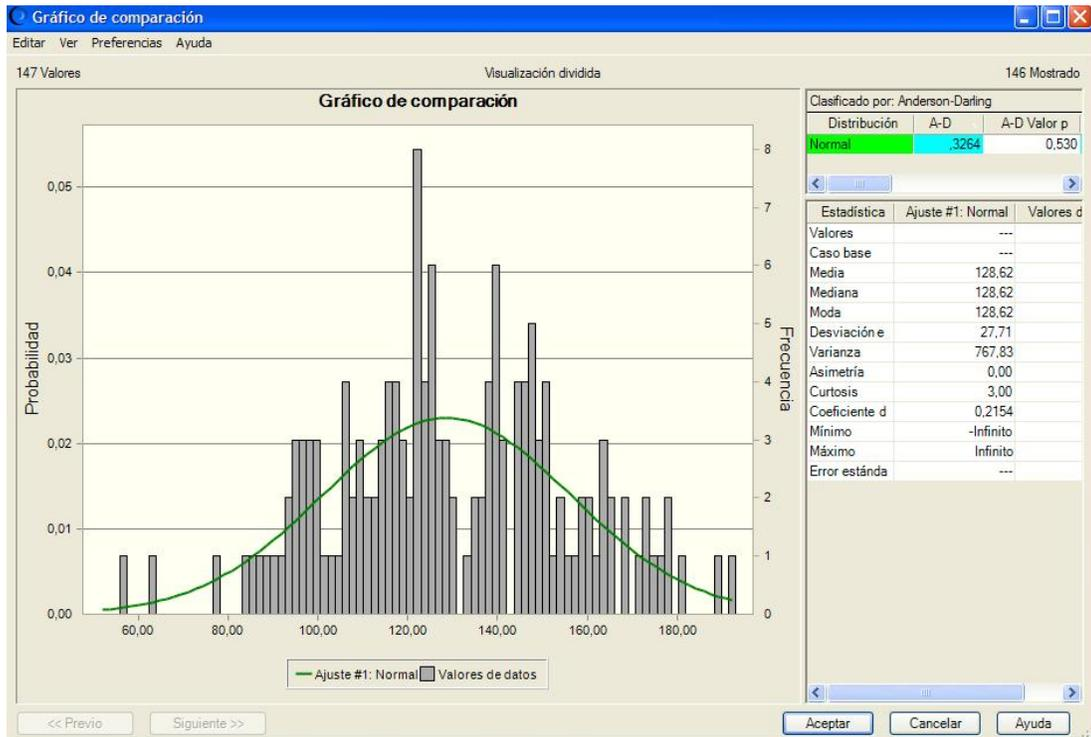 Gráfico de comparación
Editar Ver Preferencias Ayuda
147 Valores Visualización dividida 146 Mostrado
Gráfico de comparación
Probabilidad
0,05
0,04
0,03
0,02
0,01
0,00
60,00 80,00 100,00 120,00 140,00 160,00 180,00
8
7
6
5
4
3
2
1
0
Frecuencia
Ajuste #1: Normal Valores de datos
Clasificado por: Anderson-Darling
Distribución A-D A-D Valor p
Normal ,3264 0,530
Estadística Ajuste #1: Normal Valores d
Valores ---
Caso base ---
Media 128,62
Mediana 128,62
Moda 128,62
Desviación e 27,71
Varianza 767,83
Asimetría 0,00
Curtosis 3,00
Coeficiente d 0,2154
Mínimo -Infinito
Máximo Infinito
Error estánda ---
<< Previo Siguiente >> Aceptar Cancelar Ayuda